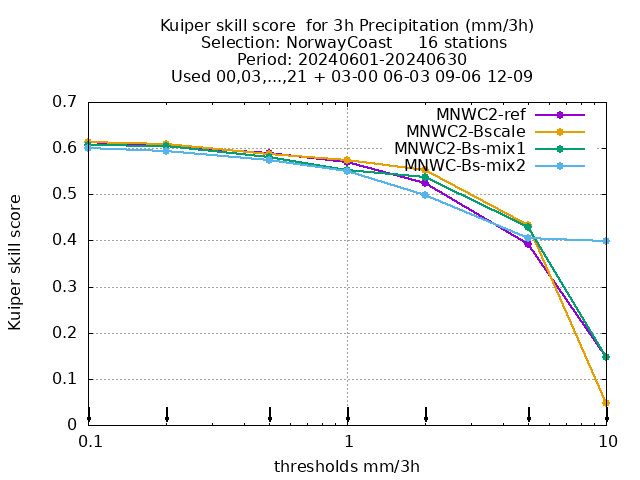 Kuiper skill score  for 3h Precipitation (mm/3h)
Selection: NorwayCoast     16 stations
Period: 20240601-20240630
Used 00,03,...,21 + 03-00 06-03 09-06 12-09
MNWC2-ref
MNWC2-Bscale
MNWC2-Bs-mix1
MNWC-Bs-mix2
Kuiper skill score
0.7
0.6
0.5
0.4
0.3
0.2
0.1
0
0.1 1 10
thresholds mm/3h